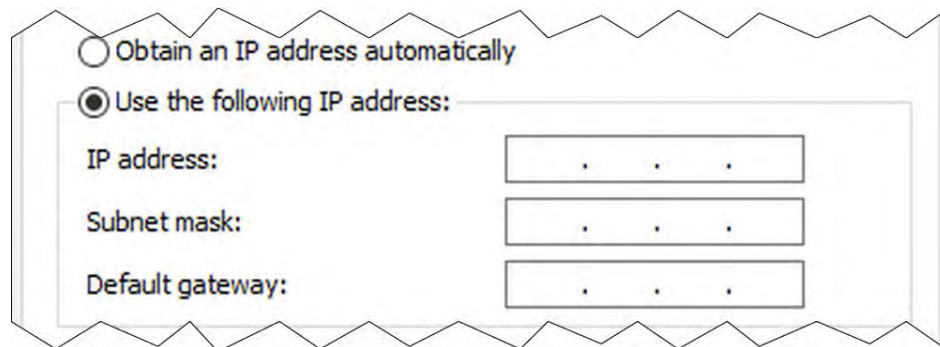 Obtain an IP address automatically
Use the following IP address:
IP address:
. . .
Subnet mask:
. . .
Default gateway:
. . .